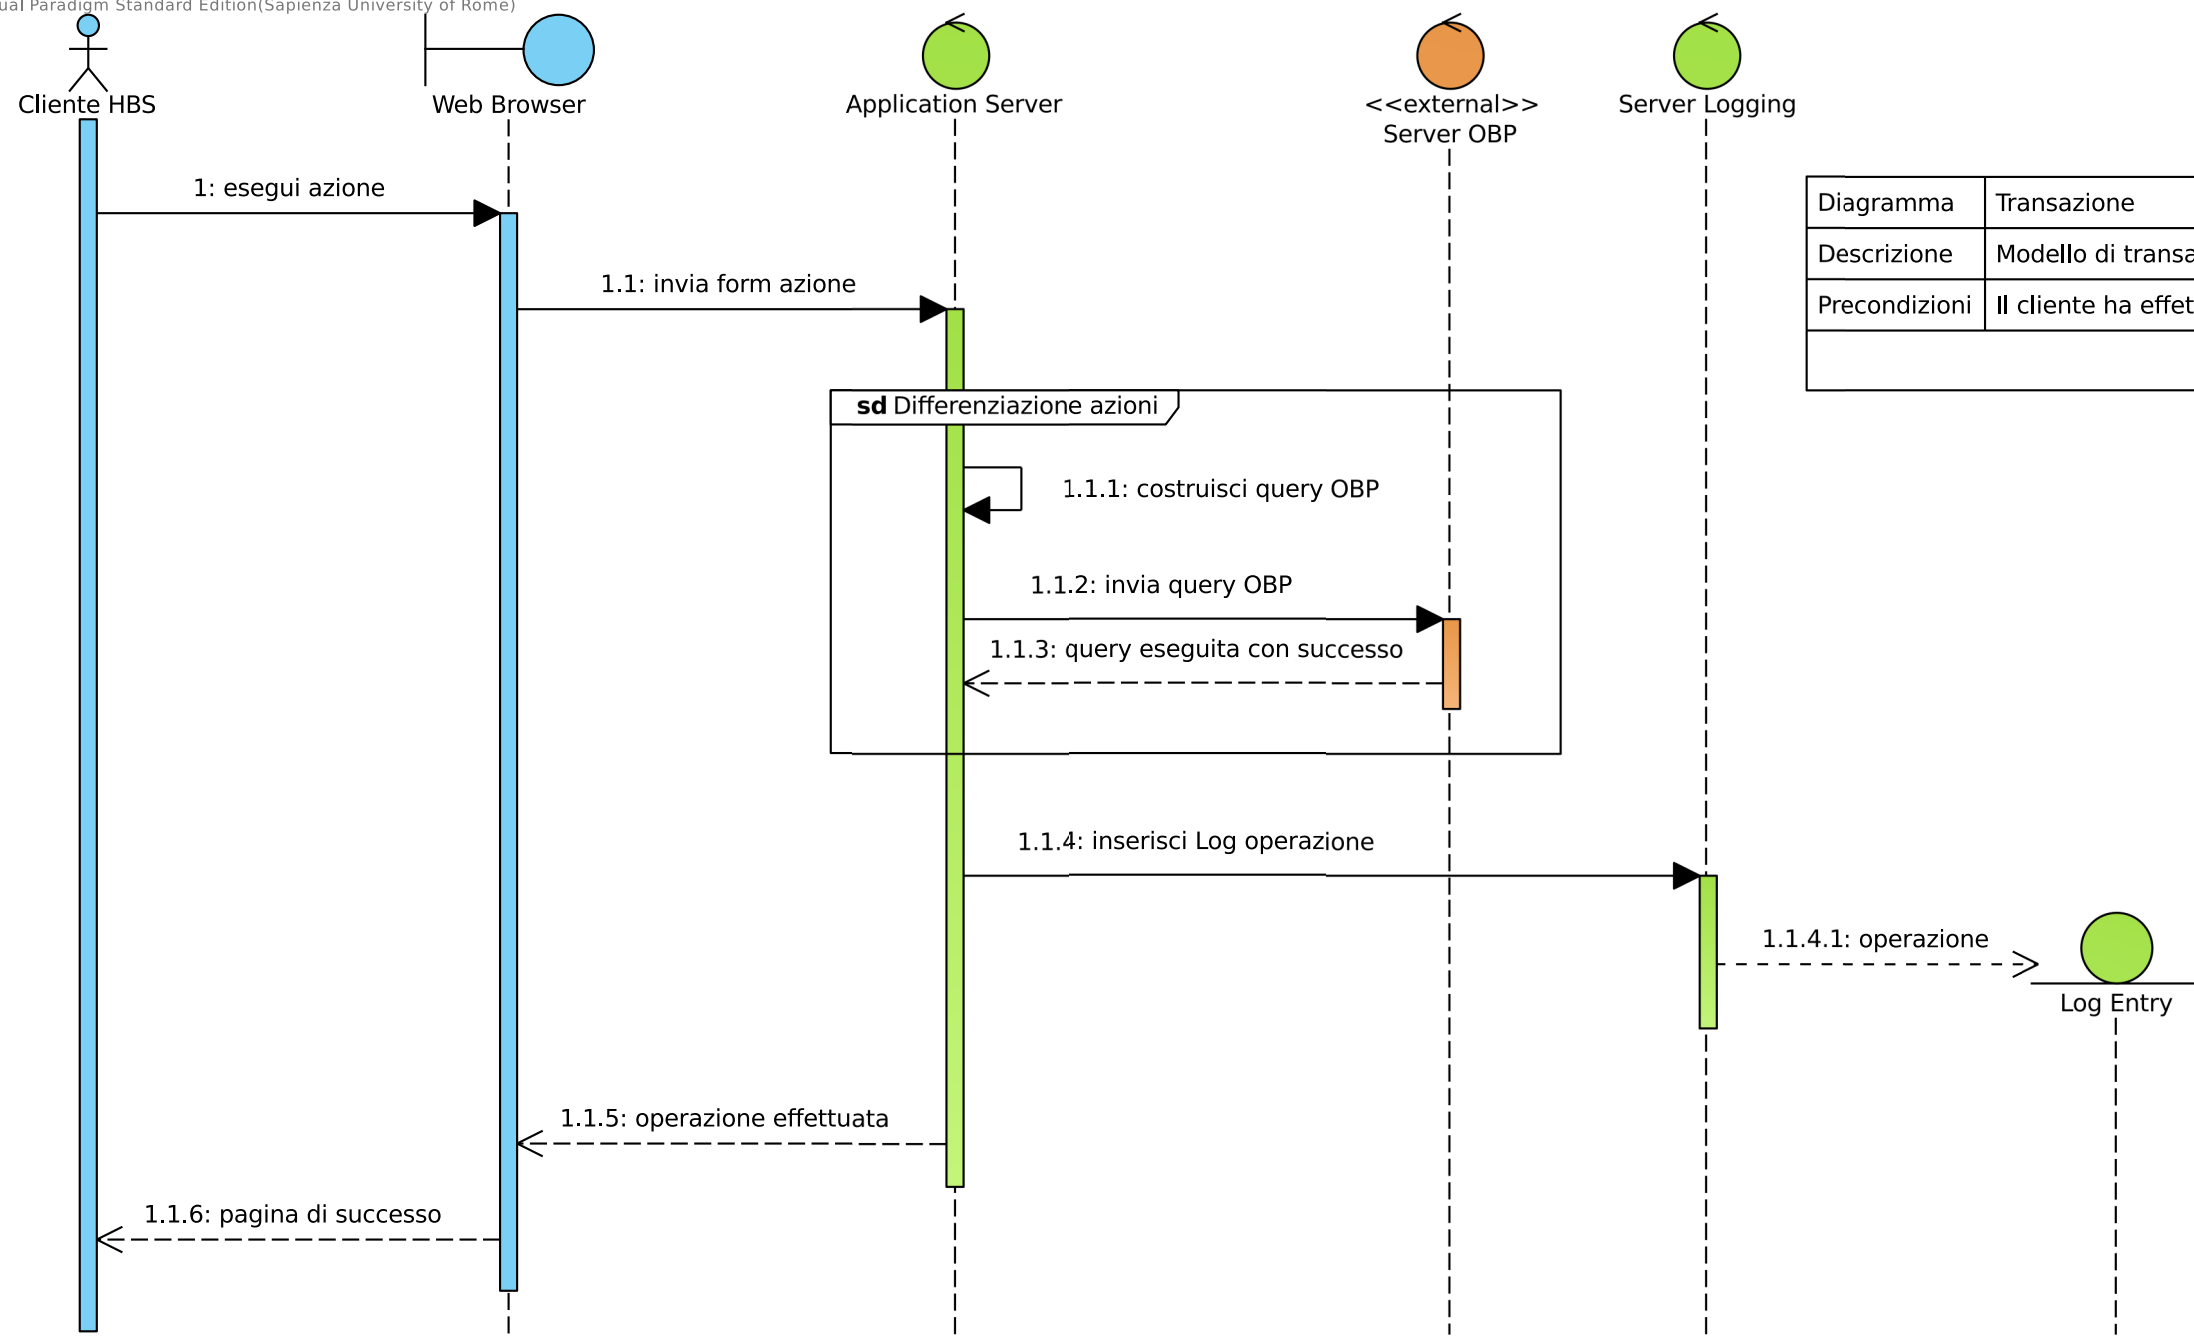 Paradigm Standard Edition(Sapienza University of Rome)
Cliente HBS
Web Browser
Application Server
<<external>>
Server OBP
Server Logging
1: esegui azione
Diagramma
Transazione
Descrizione
Modello di
Precondizioni
Il cliente ha
1.1: invia form azione
sd Differenziazione azioni
1.1.1: costruisci query OBP
1.1.2: invia query OBP
1.1.3: query eseguita con successo
1.1.4: inserisci Log operazione
1.1.4.1: operazione
Log Entry
1.1.5: operazione effettuata
1.1.6: pagina di successo